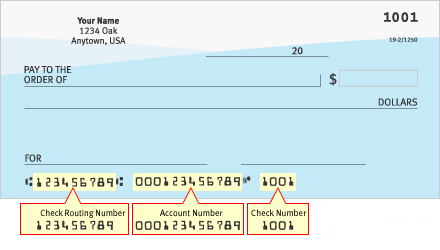 Your Name
1234 Oak
Anytown, USA
1001
19-2/1250
20
PAY TO THE
ORDER OF
$
DOLLARS
FOR
⑆123456789⑆ 000123456789⑈ 1001
Check Routing Number
123456789
Account Number
000123456789
Check Number
1001